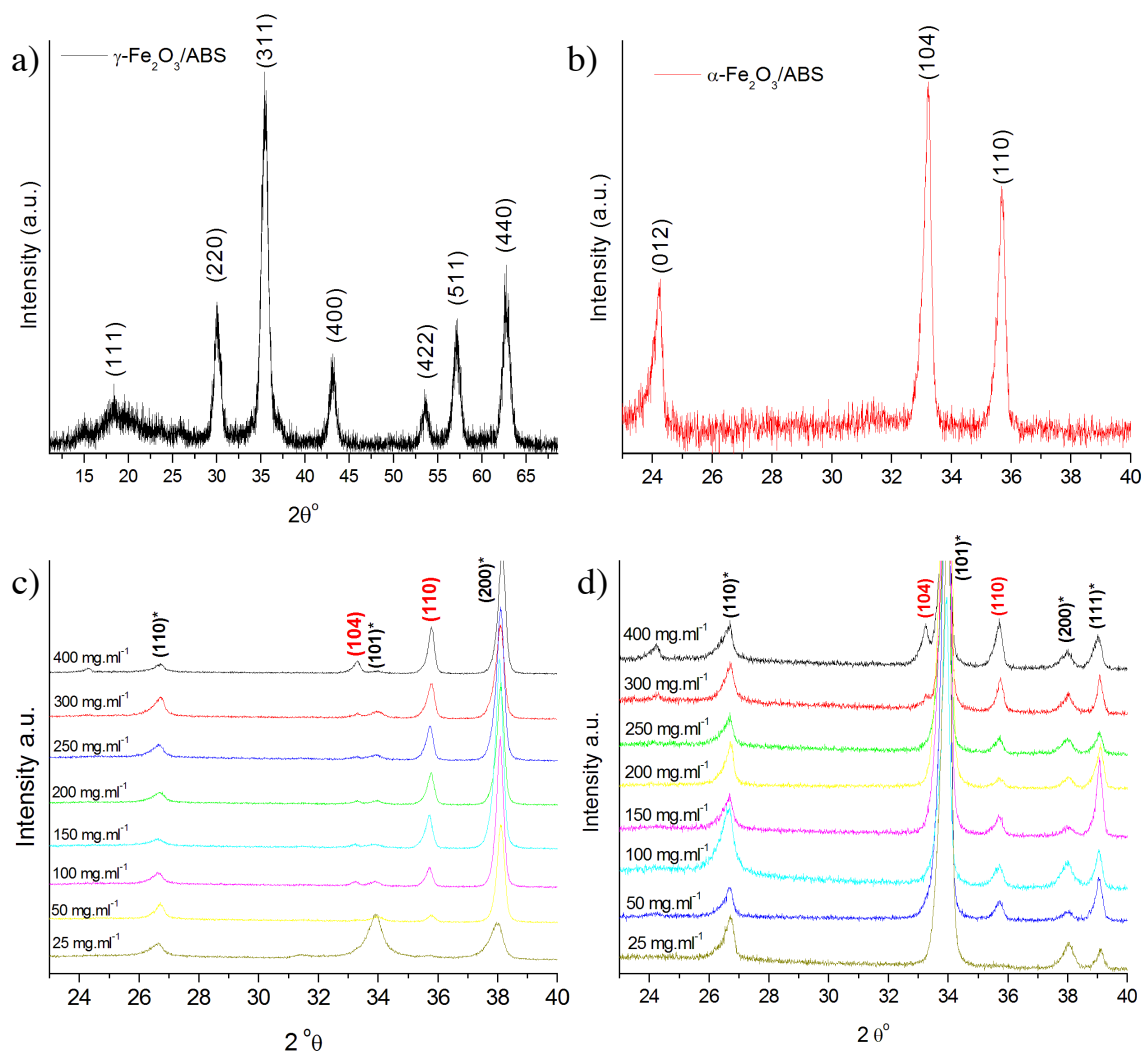 a)
γ-Fe₂O₃/ABS
(111)
(220)
(311)
(400)
(422)
(511)
(440)
Intensity (a.u.)
15 20 25 30 35 40 45 50 55 60 65
2θ°
b)
α-Fe₂O₃/ABS
(012)
(104)
(110)
Intensity (a.u.)
24 26 28 30 32 34 36 38 40
c)
(110)*
(104)
(101)*
(110)
(200)*
400 mg.ml⁻¹
300 mg.ml⁻¹
250 mg.ml⁻¹
200 mg.ml⁻¹
150 mg.ml⁻¹
100 mg.ml⁻¹
50 mg.ml⁻¹
25 mg.ml⁻¹
Intensity a.u.
24 26 28 30 32 34 36 38 40
2 °θ
d)
(110)*
(104)
(101)*
(110)
(200)*
(111)*
400 mg.ml⁻¹
300 mg.ml⁻¹
250 mg.ml⁻¹
200 mg.ml⁻¹
150 mg.ml⁻¹
100 mg.ml⁻¹
50 mg.ml⁻¹
25 mg.ml⁻¹
Intensity a.u.
24 26 28 30 32 34 36 38 40
2 θ°